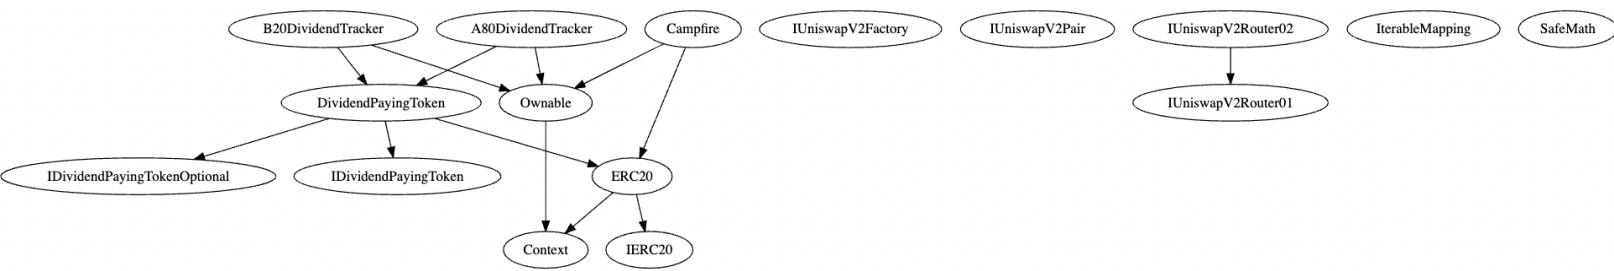 B20DividendTracker
A80DividendTracker
Campfire
IUniswapV2Factory
IUniswapV2Pair
IUniswapV2Router02
IterableMapping
SafeMath
DividendPayingToken
Ownable
IUniswapV2Router01
IDividendPayingTokenOptional
IDividendPayingToken
ERC20
Context
IERC20